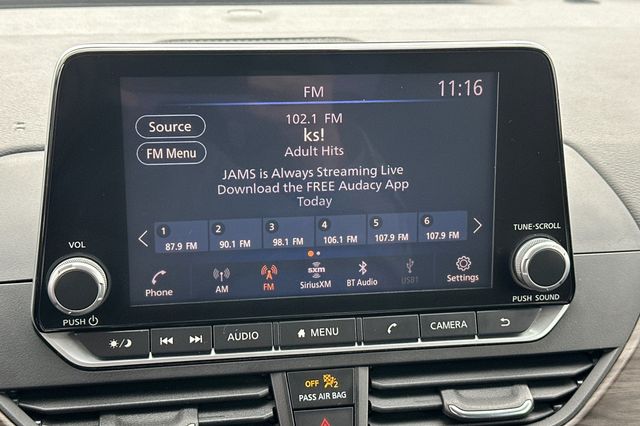 FM
11:16
Source
FM Menu
102.1 FM
ks!
Adult Hits
JAMS is Always Streaming Live
Download the FREE Audacy App
Today
1 87.9 FM
2 90.1 FM
3 98.1 FM
4 106.1 FM
5 107.9 FM
6 107.9 FM
Phone
AM
FM
sxm
SiriusXM
BT Audio
USB1
Settings
VOL
PUSH
TUNE·SCROLL
PUSH SOUND
AUDIO
MENU
CAMERA
OFF 2
PASS AIR BAG